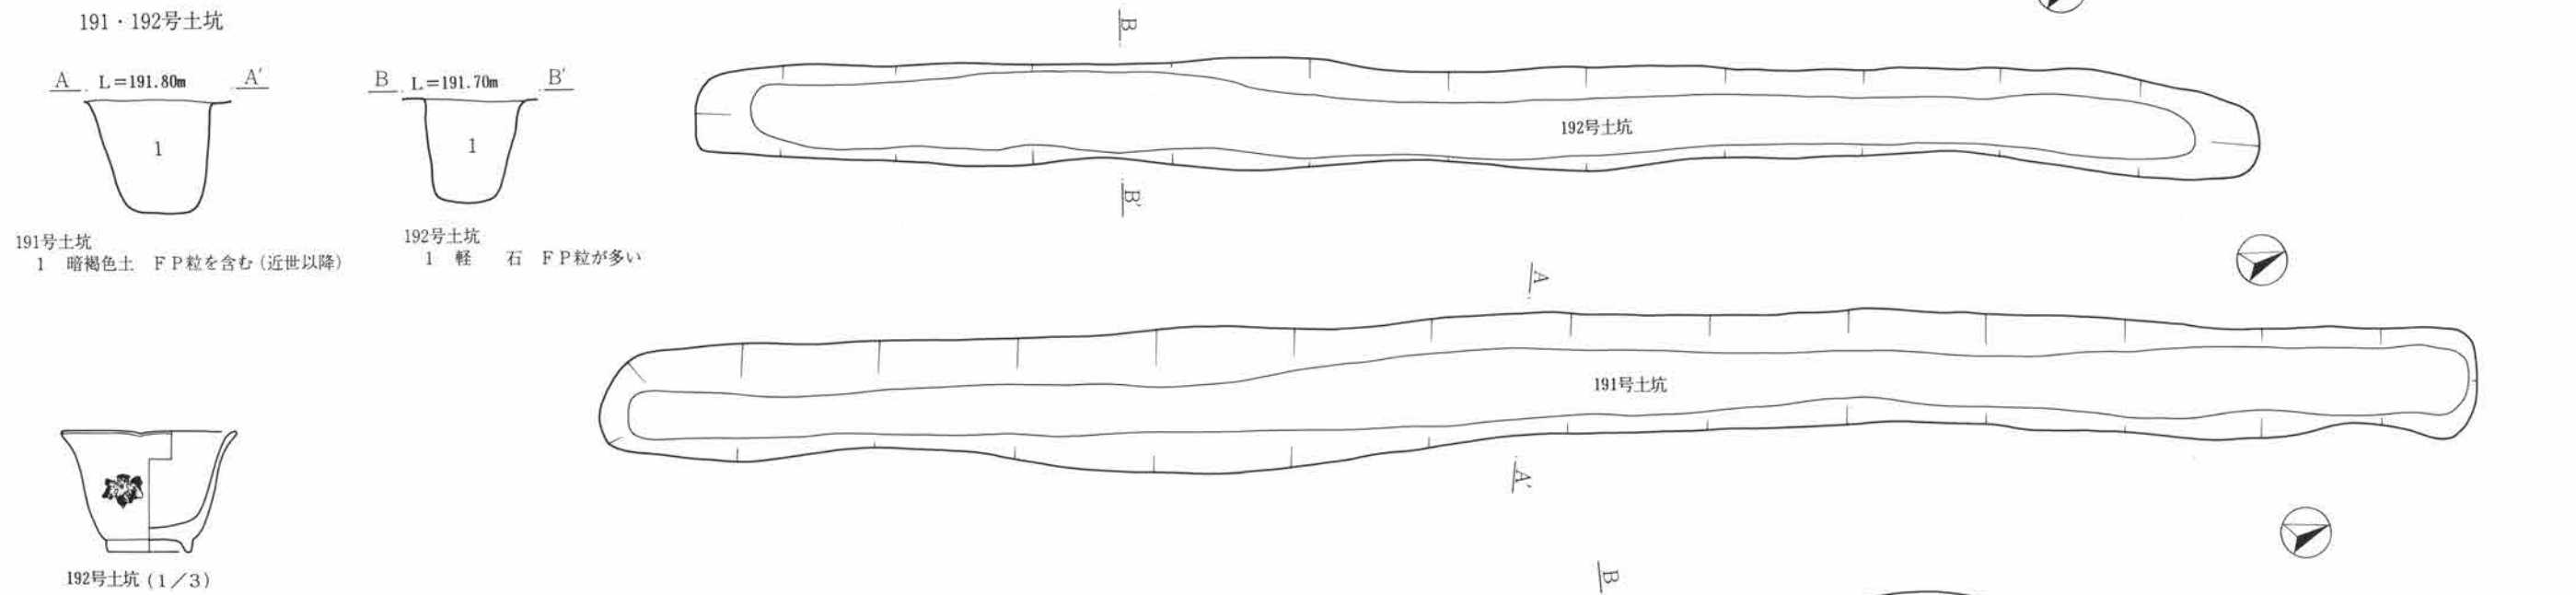 191・192号土坑
A L=191.80m A′
1
191号土坑
1 暗褐色土 FP粒を含む(近世以降)
B L=191.70m B′
1
192号土坑
1 軽 石 FP粒が多い
B
192号土坑
B′
A
191号土坑
A′
B
192号土坑(1/3)